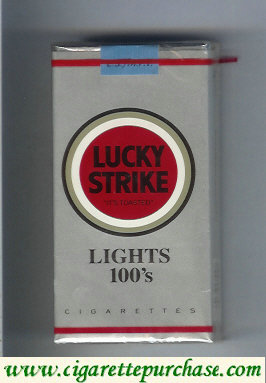 LUCKY
STRIKE
"IT'S TOASTED"
LIGHTS
100's
CIGARETTES
www.cigarettepurchase.com